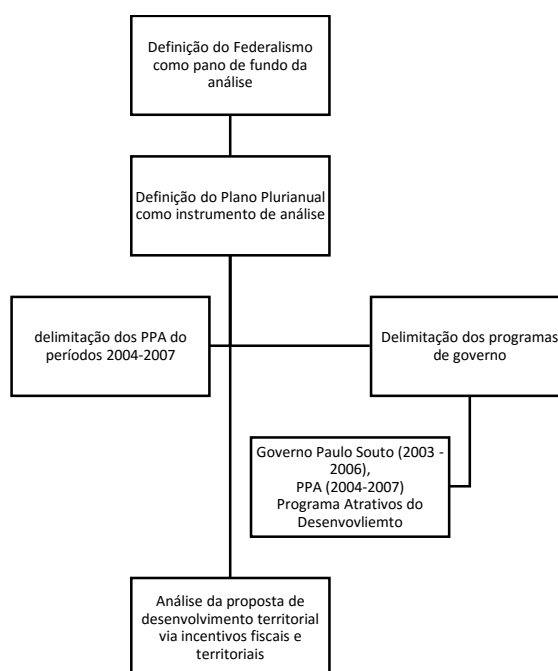 Definição do Federalismo
como pano de fundo da
análise
Definição do Plano Plurianual
como instrumento de análise
delimitação dos PPA do
períodos 2004-2007
Delimitação dos programas
de governo
Governo Paulo Souto (2003 -
2006),
PPA (2004-2007)
Programa Atrativos do
Desenvovliemto
Análise da proposta de
desenvolvimento territorial
via incentivos fiscais e
territoriais